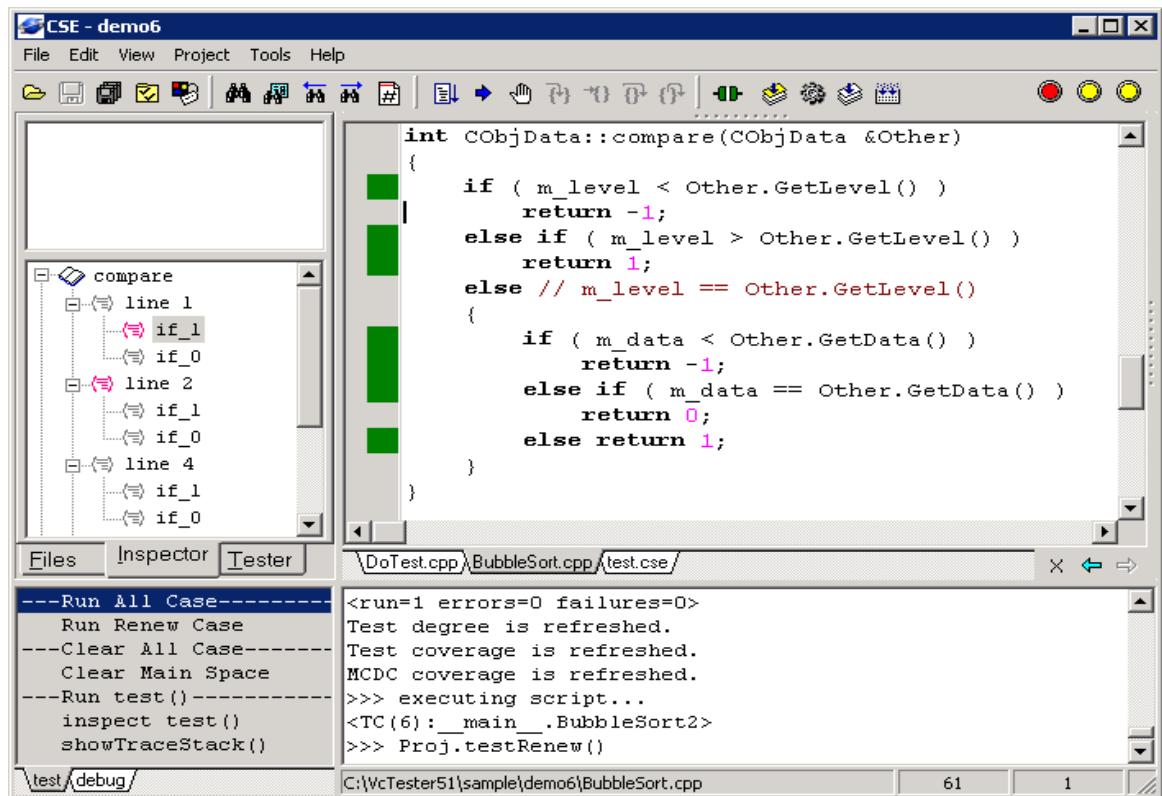 CSE - demo6
File Edit View Project Tools Help
int CObjData::compare(CObjData &Other)
{
if ( m_level < Other.GetLevel() )
return -1;
else if ( m_level > Other.GetLevel() )
return 1;
else // m_level == Other.GetLevel()
{
if ( m_data < Other.GetData() )
return -1;
else if ( m_data == Other.GetData() )
return 0;
else return 1;
}
}
compare
line 1
if_1
if_0
line 2
if_1
if_0
line 4
if_1
if_0
Files Inspector Tester
DoTest.cpp BubbleSort.cpp test.cse
---Run All Case---------
Run Renew Case
---Clear All Case-------
Clear Main Space
---Run test()-----------
inspect test()
showTraceStack()
test debug
<run=1 errors=0 failures=0>
Test degree is refreshed.
Test coverage is refreshed.
MCDC coverage is refreshed.
>>> executing script...
<TC(6):__main__.BubbleSort2>
>>> Proj.testRenew()
C:\VcTester51\sample\demo6\BubbleSort.cpp 61 1